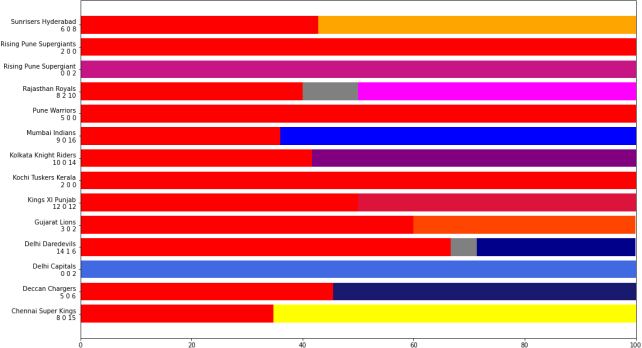 Sunrisers Hyderabad
6 0 8
Rising Pune Supergiants
2 0 0
Rising Pune Supergiant
0 0 2
Rajasthan Royals
8 2 10
Pune Warriors
5 0 0
Mumbai Indians
9 0 16
Kolkata Knight Riders
10 0 14
Kochi Tuskers Kerala
2 0 0
Kings XI Punjab
12 0 12
Gujarat Lions
3 0 2
Delhi Daredevils
14 1 6
Delhi Capitals
0 0 2
Deccan Chargers
5 0 6
Chennai Super Kings
8 0 15
0 20 40 60 80 100